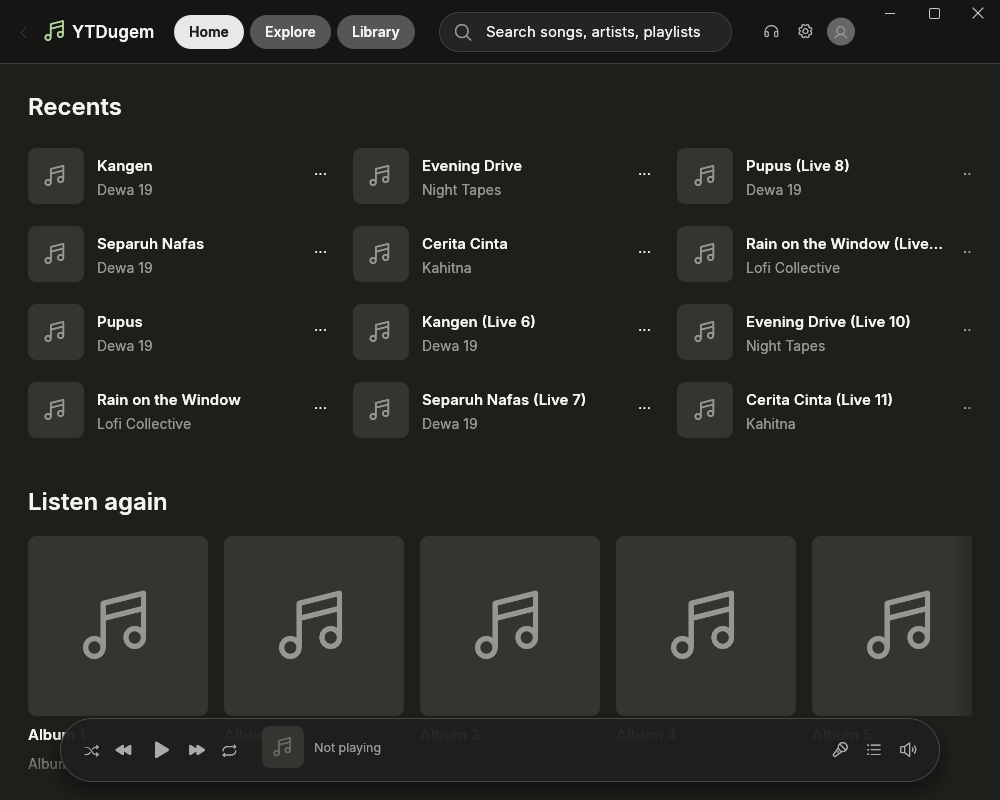 YTDugem
Home
Explore
Library
Search songs, artists, playlists
Recents
Kangen
Dewa 19
Evening Drive
Night Tapes
Pupus (Live 8)
Dewa 19
Separuh Nafas
Dewa 19
Cerita Cinta
Kahitna
Rain on the Window (Live...
Lofi Collective
Pupus
Dewa 19
Kangen (Live 6)
Dewa 19
Evening Drive (Live 10)
Night Tapes
Rain on the Window
Lofi Collective
Separuh Nafas (Live 7)
Dewa 19
Cerita Cinta (Live 11)
Kahitna
Listen again
Album 1
Album
Album 3
Album 4
Album 5
Album
Not playing